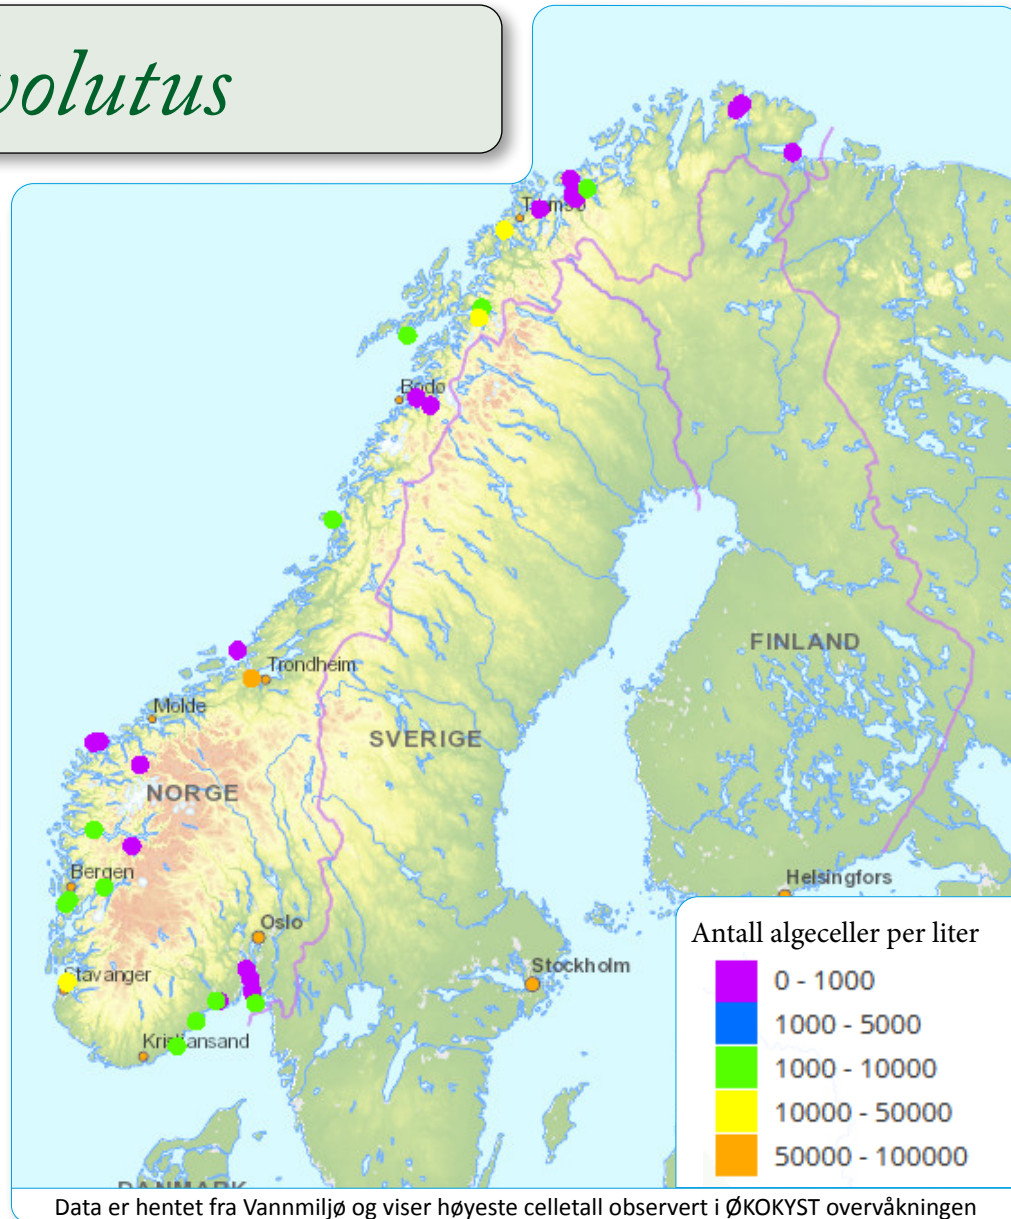 volutus
Tromsø
Bodø
Trondheim
Molde
FINLAND
SVERIGE
NORGE
Bergen
Helsingfors
Oslo
Stockholm
Stavanger
Kristiansand
DANMARK
Antall algeceller per liter
0 - 1000
1000 - 5000
1000 - 10000
10000 - 50000
50000 - 100000
Data er hentet fra Vannmiljø og viser høyeste celletall observert i ØKOKYST overvåkningen